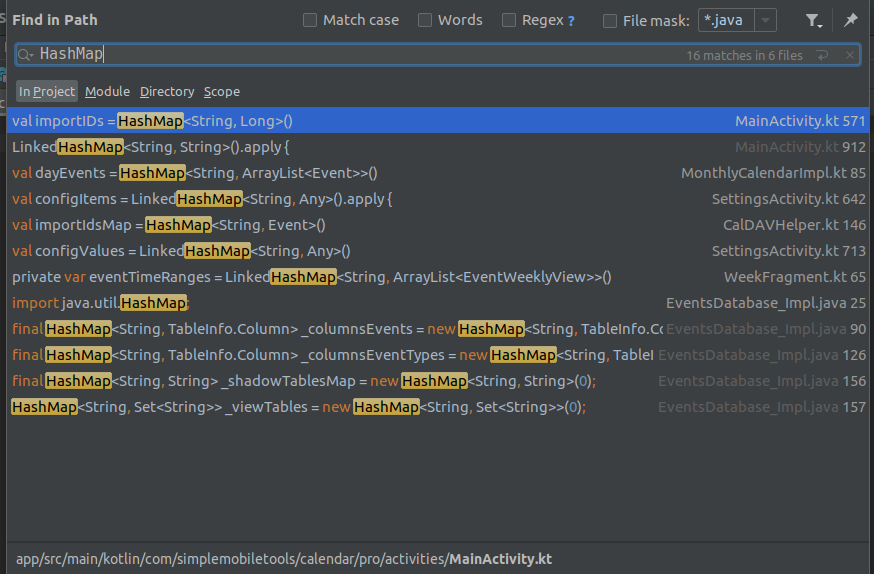 Find in Path Match case Words Regex ? File mask: *.java
HashMap 16 matches in 6 files
In Project Module Directory Scope
val importIDs = HashMap<String, Long>() MainActivity.kt 571
LinkedHashMap<String, String>().apply { MainActivity.kt 912
val dayEvents = HashMap<String, ArrayList<Event>>() MonthlyCalendarImpl.kt 85
val configItems = LinkedHashMap<String, Any>().apply { SettingsActivity.kt 642
val importIdsMap = HashMap<String, Event>() CalDAVHelper.kt 146
val configValues = LinkedHashMap<String, Any>() SettingsActivity.kt 713
private var eventTimeRanges = LinkedHashMap<String, ArrayList<EventWeeklyView>>() WeekFragment.kt 65
import java.util.HashMap; EventsDatabase_Impl.java 25
final HashMap<String, TableInfo.Column> _columnsEvents = new HashMap<String, TableInfo.Co EventsDatabase_Impl.java 90
final HashMap<String, TableInfo.Column> _columnsEventTypes = new HashMap<String, TableI EventsDatabase_Impl.java 126
final HashMap<String, String> _shadowTablesMap = new HashMap<String, String>(0); EventsDatabase_Impl.java 156
HashMap<String, Set<String>> _viewTables = new HashMap<String, Set<String>>(0); EventsDatabase_Impl.java 157
app/src/main/kotlin/com/simplemobiletools/calendar/pro/activities/MainActivity.kt